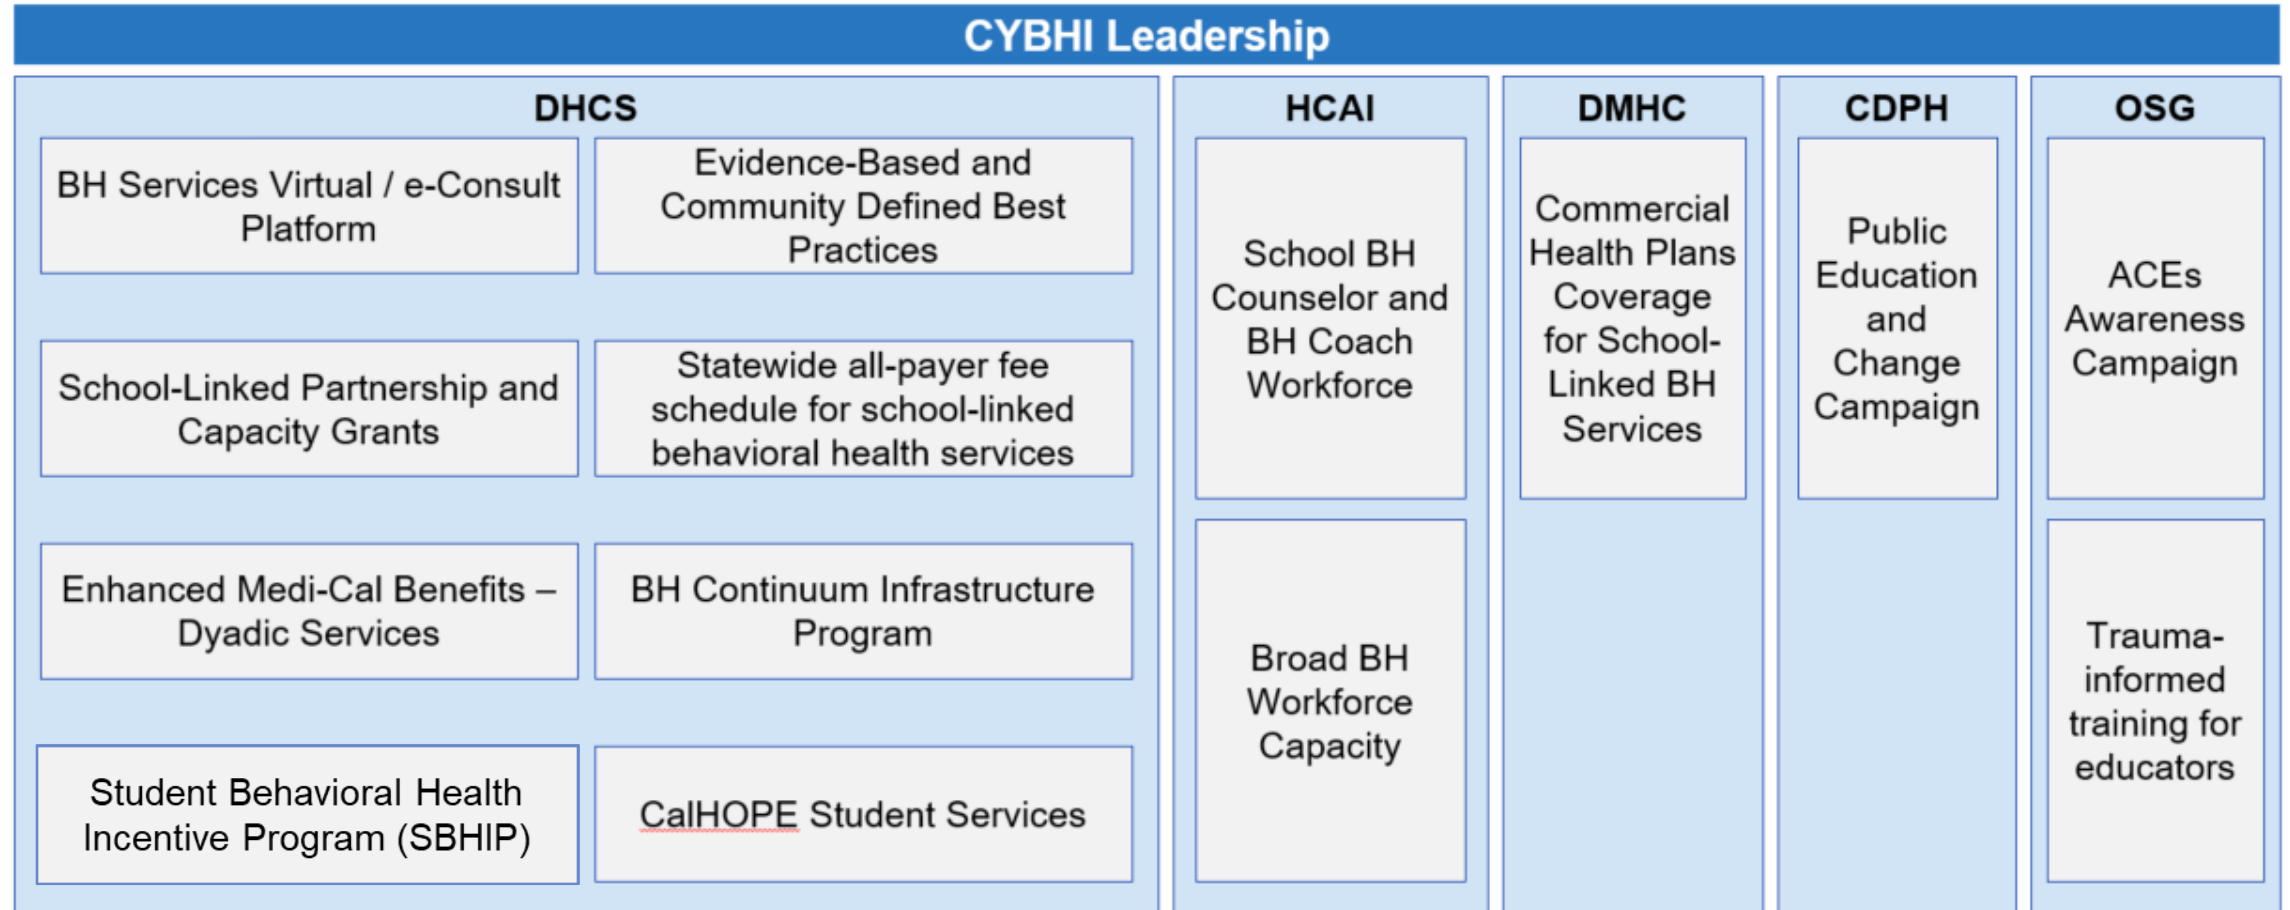 CYBHI Leadership
DHCS
BH Services Virtual / e-Consult
Platform
Evidence-Based and
Community Defined Best
Practices
School-Linked Partnership and
Capacity Grants
Statewide all-payer fee
schedule for school-linked
behavioral health services
Enhanced Medi-Cal Benefits –
Dyadic Services
BH Continuum Infrastructure
Program
Student Behavioral Health
Incentive Program (SBHIP)
CalHOPE Student Services
HCAI
School BH
Counselor and
BH Coach
Workforce
Broad BH
Workforce
Capacity
DMHC
Commercial
Health Plans
Coverage
for School-
Linked BH
Services
CDPH
Public
Education
and
Change
Campaign
OSG
ACEs
Awareness
Campaign
Trauma-
informed
training for
educators